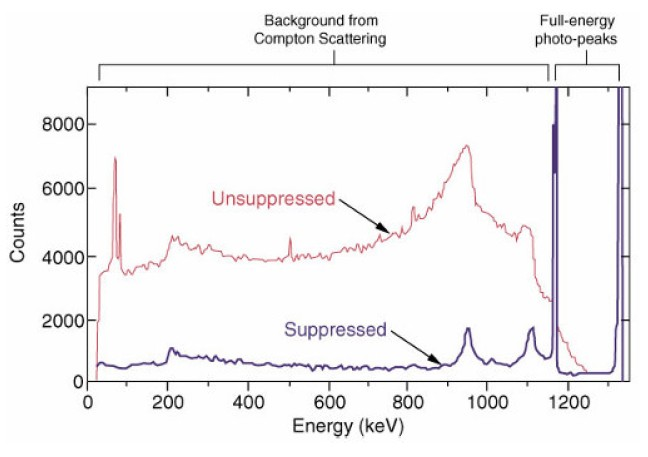 Background from
Compton Scattering
Full-energy
photo-peaks
8000
6000
4000
2000
0
Counts
Unsuppressed
Suppressed
0
200
400
600
800
1000
1200
Energy (keV)